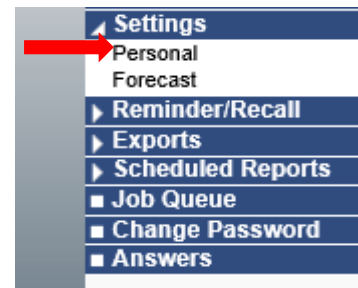 Settings
Personal
Forecast
Reminder/Recall
Exports
Scheduled Reports
Job Queue
Change Password
Answers